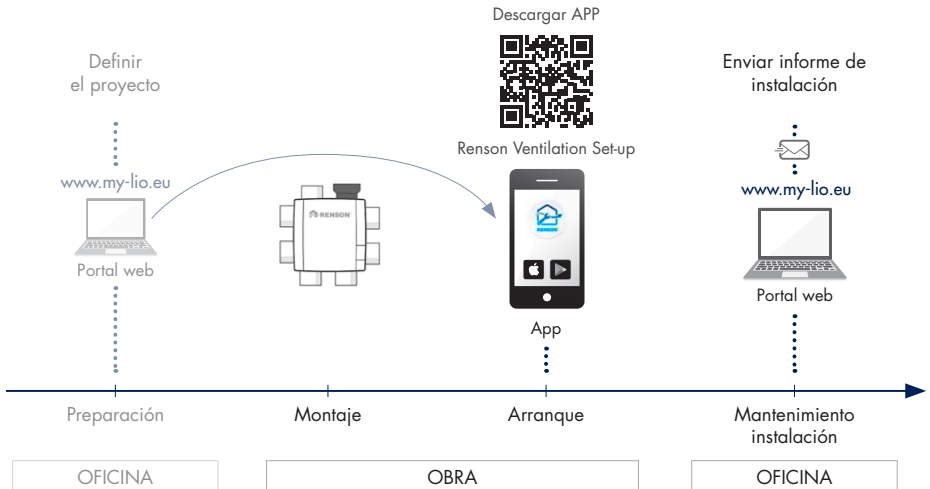 Descargar APP
Definir
el proyecto
Enviar informe de
instalación
Renson Ventilation Set-up
www.my-lio.eu
www.my-lio.eu
RENSON
RENSON
Portal web
Portal web
App
Preparación
Montaje
Arranque
Mantenimiento
instalación
OFICINA
OBRA
OFICINA